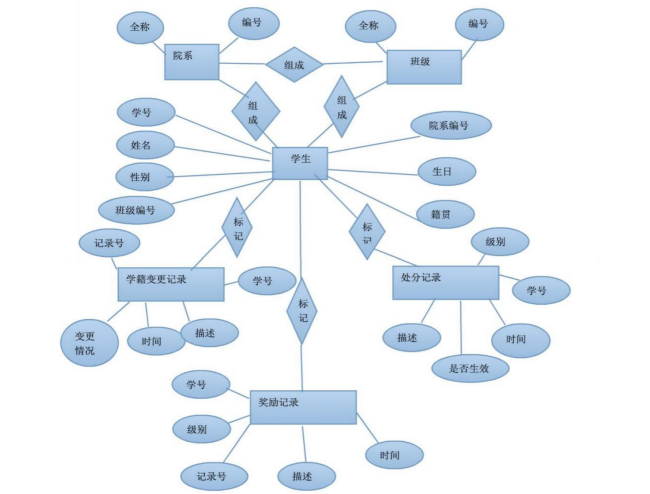 全称
编号
全称
编号
院系
组成
班级
组
成
组
成
学号
院系编号
姓名
学生
性别
生日
班级编号
籍贯
标
记
标
记
记录号
级别
学籍变更记录
学号
处分记录
学号
标
记
变更
情况
时间
描述
描述
时间
是否生效
学号
奖励记录
级别
时间
记录号
描述